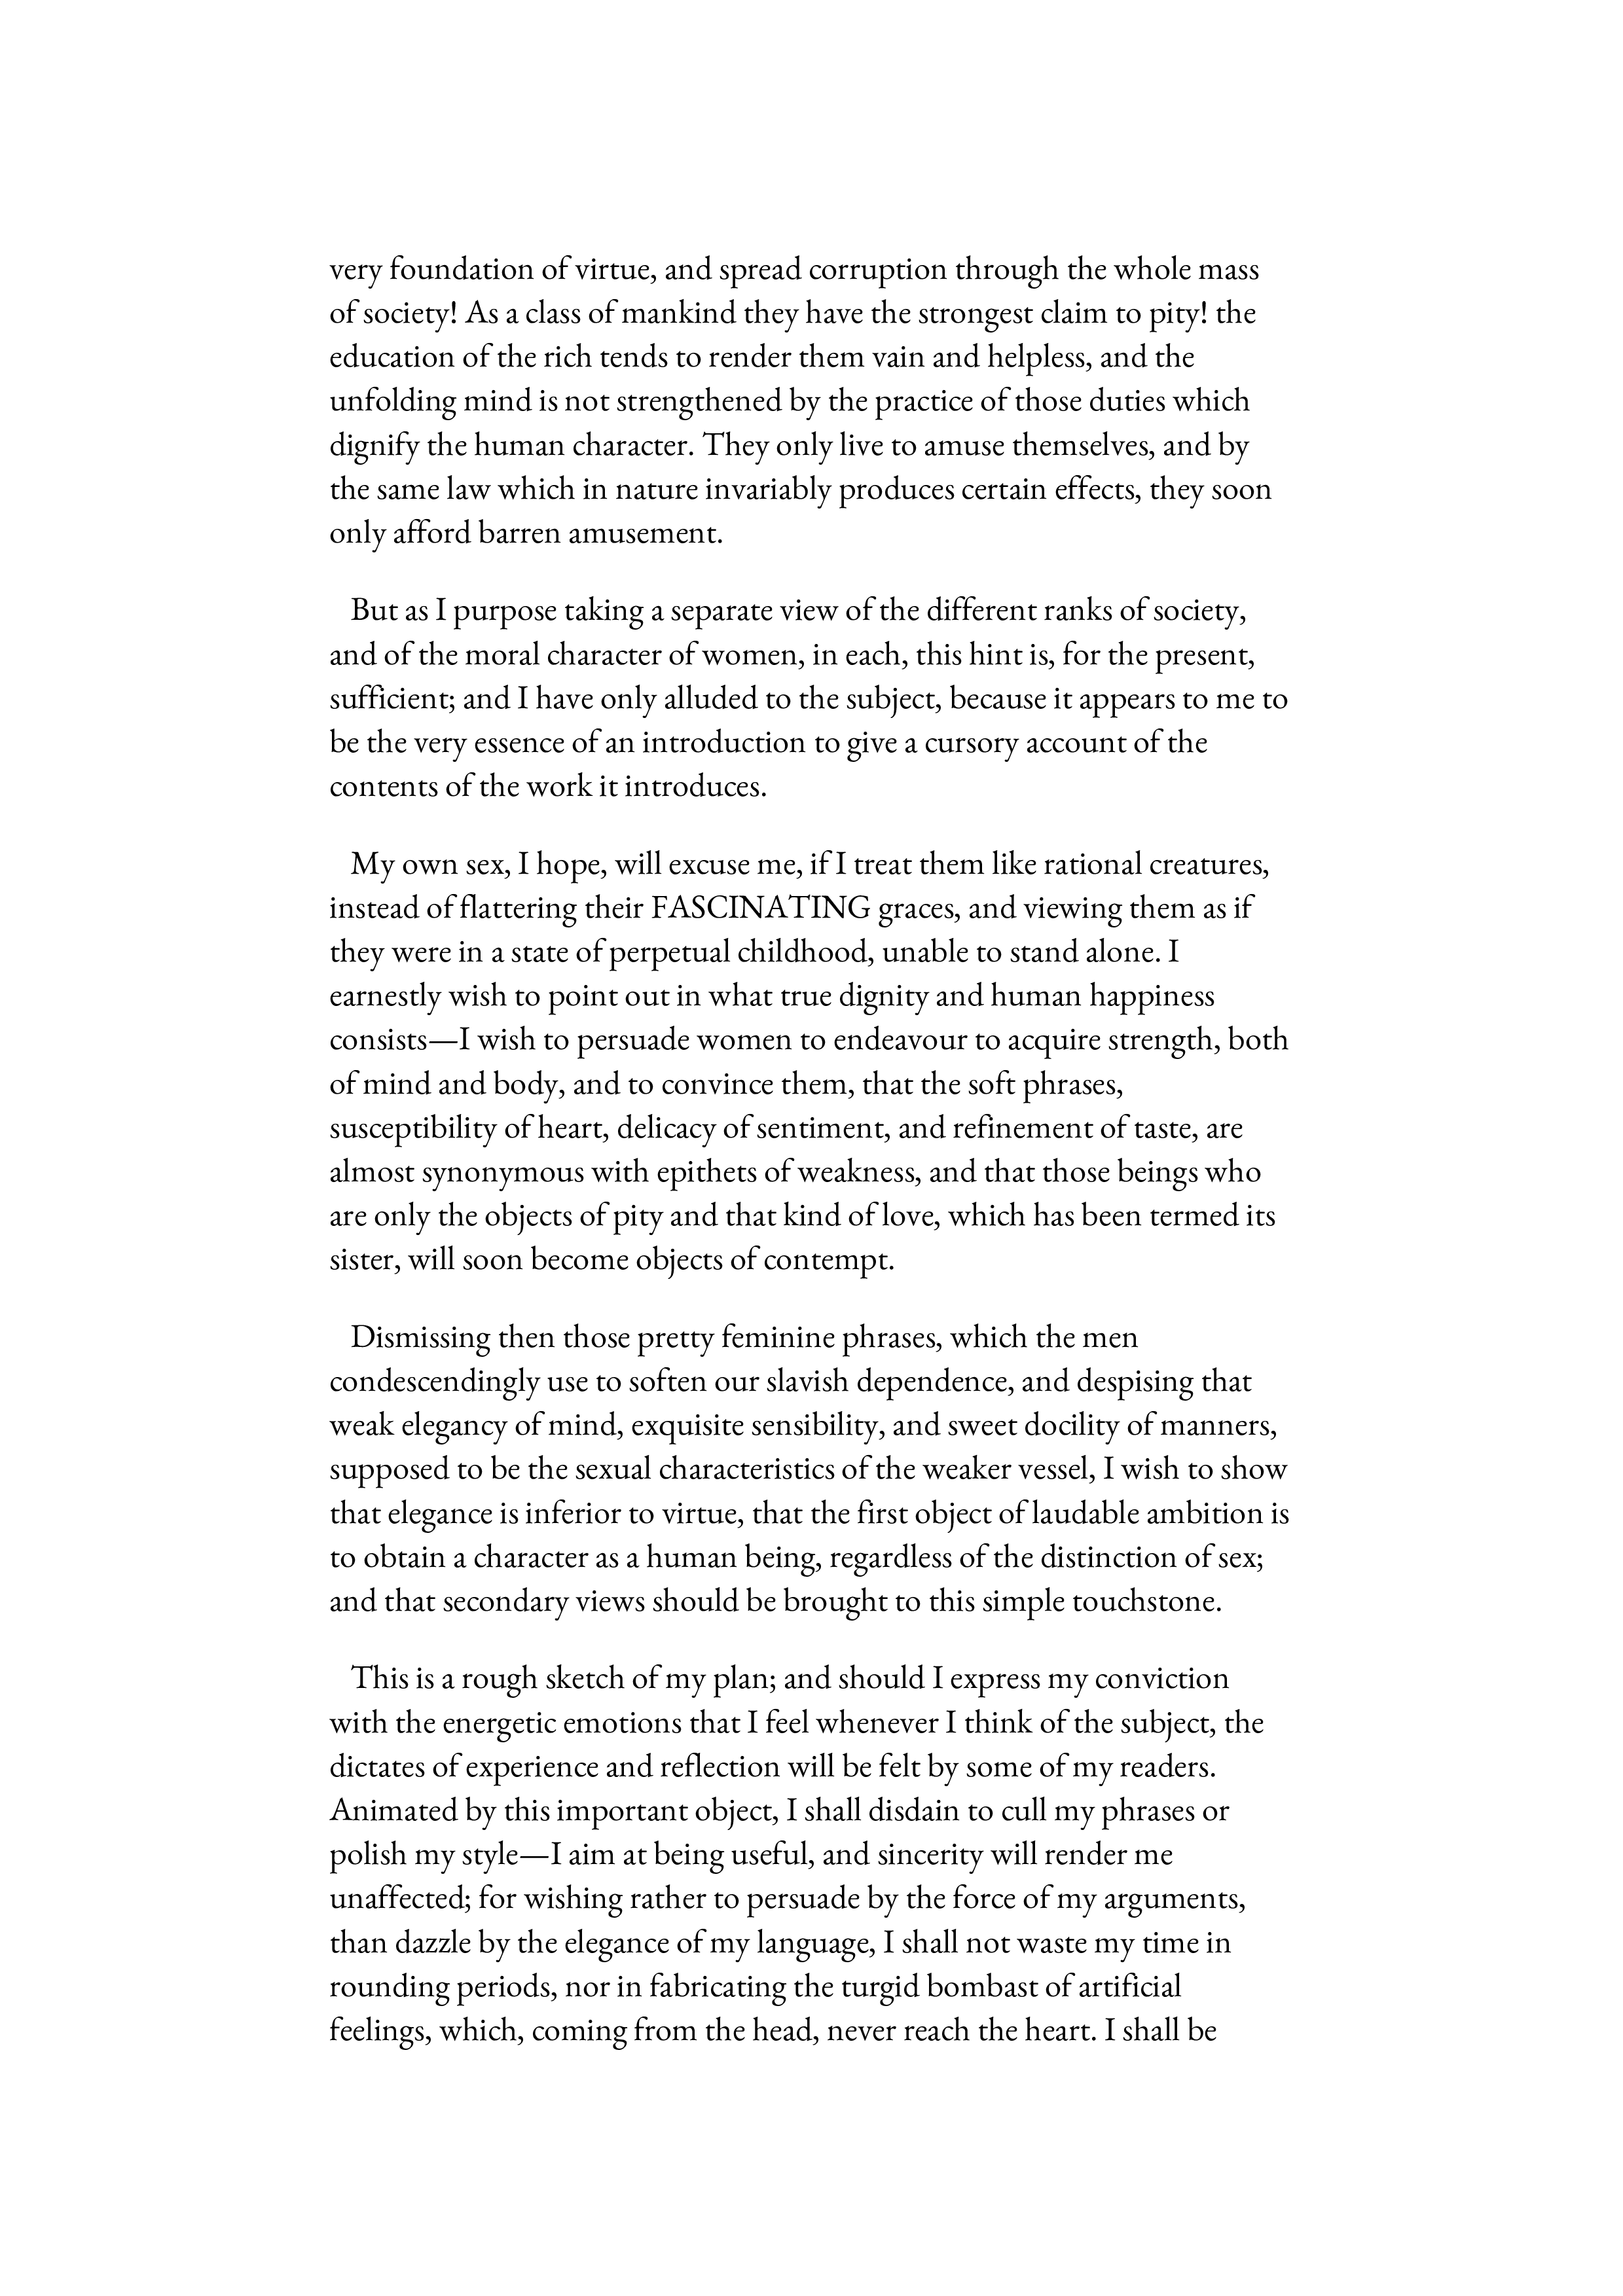 very foundation of virtue, and spread corruption through the whole mass
of society! As a class of mankind they have the strongest claim to pity! the
education of the rich tends to render them vain and helpless, and the
unfolding mind is not strengthened by the practice of those duties which
dignify the human character. They only live to amuse themselves, and by
the same law which in nature invariably produces certain effects, they soon
only afford barren amusement.
But as I purpose taking a separate view of the different ranks of society,
and of the moral character of women, in each, this hint is, for the present,
sufficient; and I have only alluded to the subject, because it appears to me to
be the very essence of an introduction to give a cursory account of the
contents of the work it introduces.
My own sex, I hope, will excuse me, if I treat them like rational creatures,
instead of flattering their FASCINATING graces, and viewing them as if
they were in a state of perpetual childhood, unable to stand alone. I
earnestly wish to point out in what true dignity and human happiness
consists—I wish to persuade women to endeavour to acquire strength, both
of mind and body, and to convince them, that the soft phrases,
susceptibility of heart, delicacy of sentiment, and refinement of taste, are
almost synonymous with epithets of weakness, and that those beings who
are only the objects of pity and that kind of love, which has been termed its
sister, will soon become objects of contempt.
Dismissing then those pretty feminine phrases, which the men
condescendingly use to soften our slavish dependence, and despising that
weak elegancy of mind, exquisite sensibility, and sweet docility of manners,
supposed to be the sexual characteristics of the weaker vessel, I wish to show
that elegance is inferior to virtue, that the first object of laudable ambition is
to obtain a character as a human being, regardless of the distinction of sex;
and that secondary views should be brought to this simple touchstone.
This is a rough sketch of my plan; and should I express my conviction
with the energetic emotions that I feel whenever I think of the subject, the
dictates of experience and reflection will be felt by some of my readers.
Animated by this important object, I shall disdain to cull my phrases or
polish my style—I aim at being useful, and sincerity will render me
unaffected; for wishing rather to persuade by the force of my arguments,
than dazzle by the elegance of my language, I shall not waste my time in
rounding periods, nor in fabricating the turgid bombast of artificial
feelings, which, coming from the head, never reach the heart. I shall be